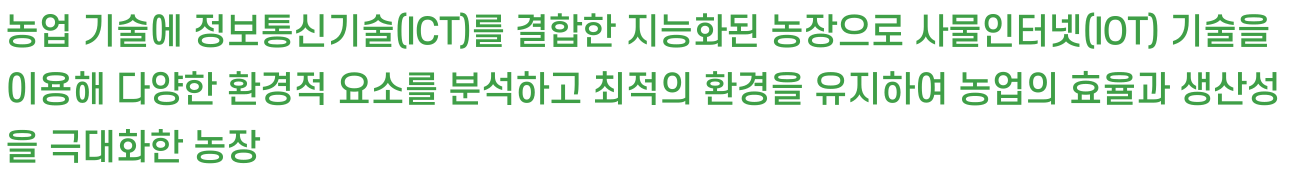 농업 기술에 정보통신기술(ICT)를 결합한 지능화된 농장으로 사물인터넷(IOT) 기술을
이용해 다양한 환경적 요소를 분석하고 최적의 환경을 유지하여 농업의 효율과 생산성
을 극대화한 농장